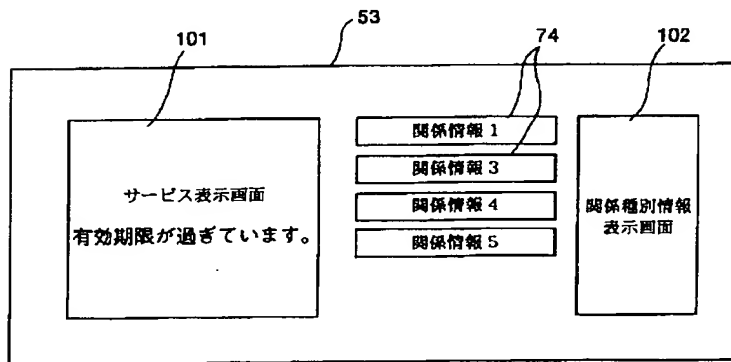 53
101
74
102
サービス表示画面
有効期限が過ぎています。
関係情報 1
関係情報 3
関係情報 4
関係情報 5
関係種別情報
表示画面